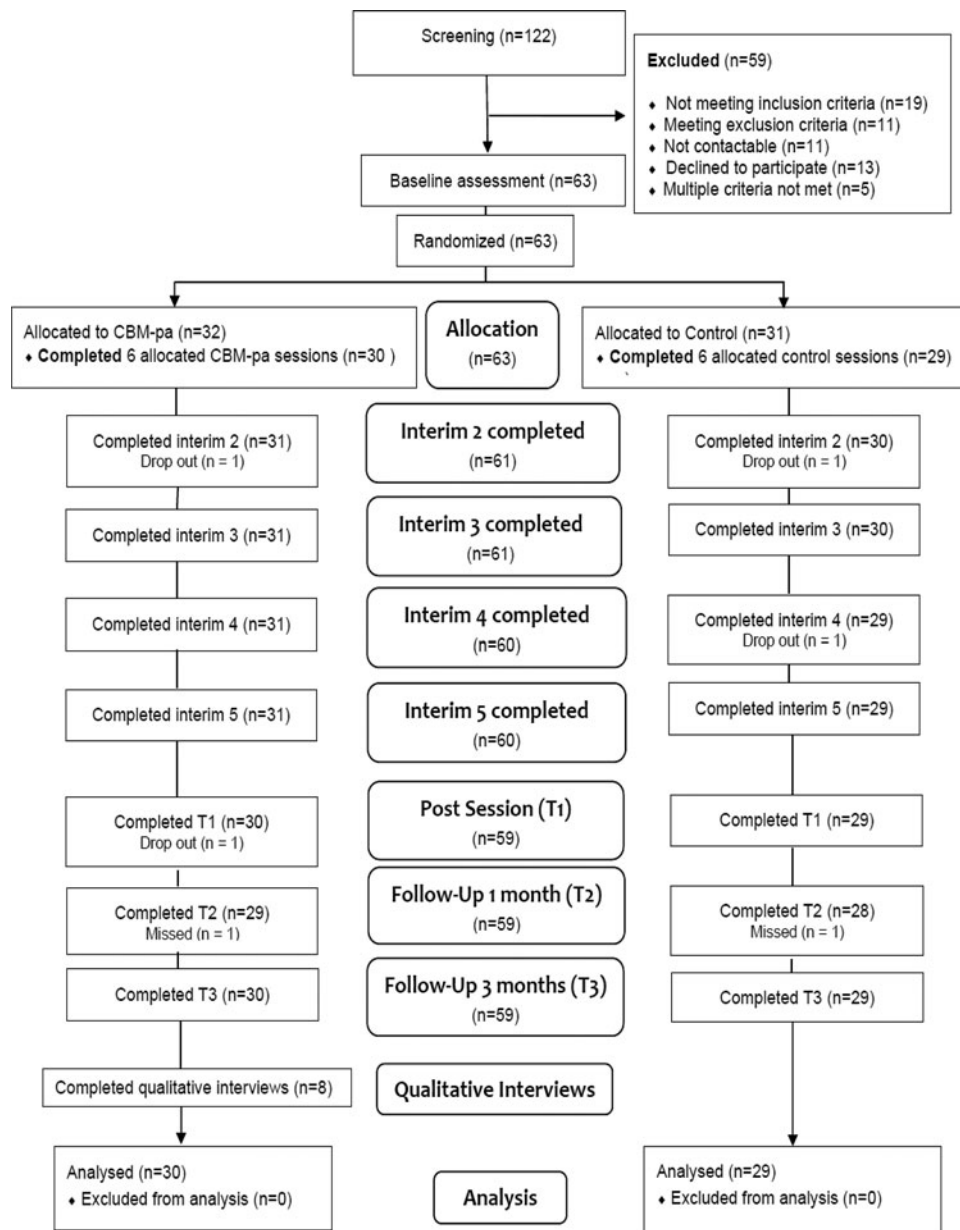 Screening (n=122)
Excluded (n=59)
♦ Not meeting inclusion criteria (n=19)
♦ Meeting exclusion criteria (n=11)
♦ Not contactable (n=11)
♦ Declined to participate (n=13)
♦ Multiple criteria not met (n=5)
Baseline assessment (n=63)
Randomized (n=63)
Allocated to CBM-pa (n=32)
♦ Completed 6 allocated CBM-pa sessions (n=30 )
Allocation
(n=63)
Allocated to Control (n=31)
♦ Completed 6 allocated control sessions (n=29)
Completed interim 2 (n=31)
Drop out (n = 1)
Interim 2 completed
(n=61)
Completed interim 2 (n=30)
Drop out (n = 1)
Completed interim 3 (n=31)
Interim 3 completed
(n=61)
Completed interim 3 (n=30)
Completed interim 4 (n=31)
Interim 4 completed
(n=60)
Completed interim 4 (n=29)
Drop out (n = 1)
Completed interim 5 (n=31)
Interim 5 completed
(n=60)
Completed interim 5 (n=29)
Completed T1 (n=30)
Drop out (n = 1)
Post Session (T1)
(n=59)
Completed T1 (n=29)
Completed T2 (n=29)
Missed (n = 1)
Follow-Up 1 month (T2)
(n=59)
Completed T2 (n=28)
Missed (n = 1)
Completed T3 (n=30)
Follow-Up 3 months (T3)
(n=59)
Completed T3 (n=29)
Completed qualitative interviews (n=8)
Qualitative Interviews
Analysed (n=30)
♦ Excluded from analysis (n=0)
Analysis
Analysed (n=29)
♦ Excluded from analysis (n=0)